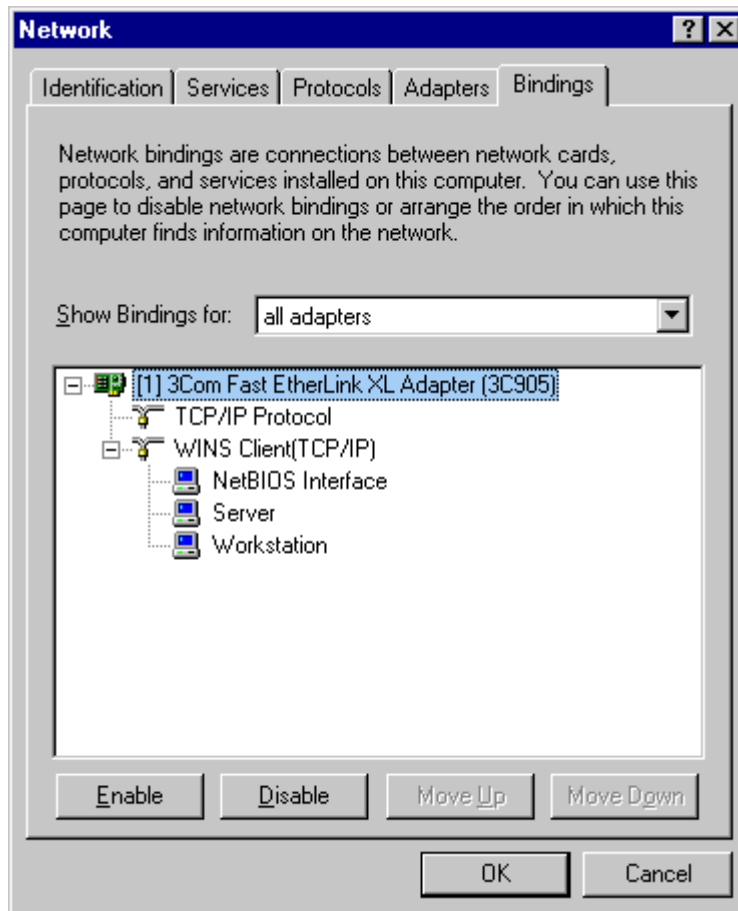 Network
Identification Services Protocols Adapters Bindings
Network bindings are connections between network cards,
protocols, and services installed on this computer.  You can use this
page to disable network bindings or arrange the order in which this
computer finds information on the network.
Show Bindings for: all adapters
[1] 3Com Fast EtherLink XL Adapter (3C905)
TCP/IP Protocol
WINS Client(TCP/IP)
NetBIOS Interface
Server
Workstation
Enable Disable Move Up Move Down
OK Cancel